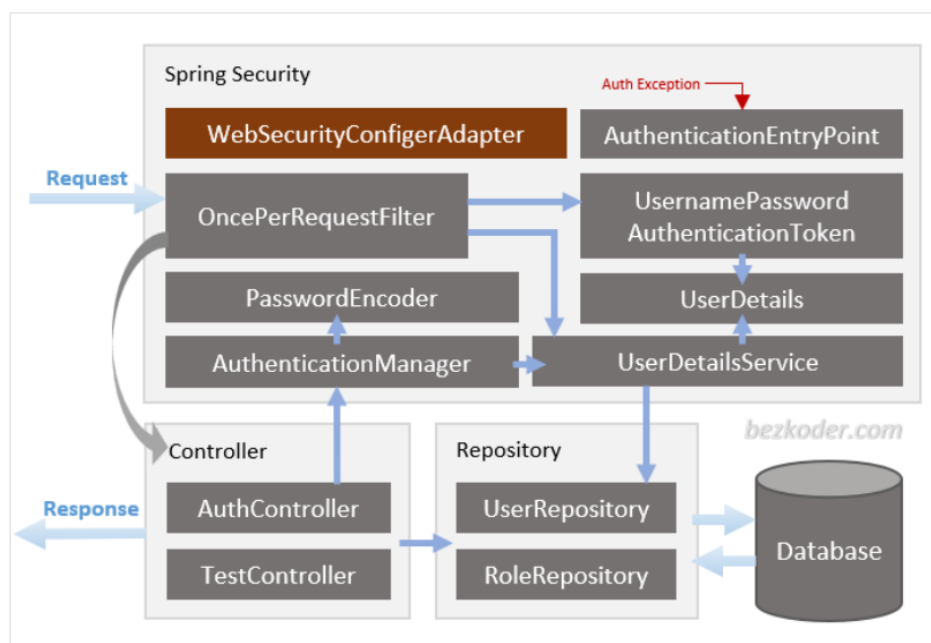 Spring Security
Auth Exception
WebSecurityConfigerAdapter
AuthenticationEntryPoint
Request
OncePerRequestFilter
UsernamePassword
AuthenticationToken
PasswordEncoder
UserDetails
AuthenticationManager
UserDetailsService
bezkoder.com
Controller
Repository
Response
AuthController
UserRepository
Database
TestController
RoleRepository